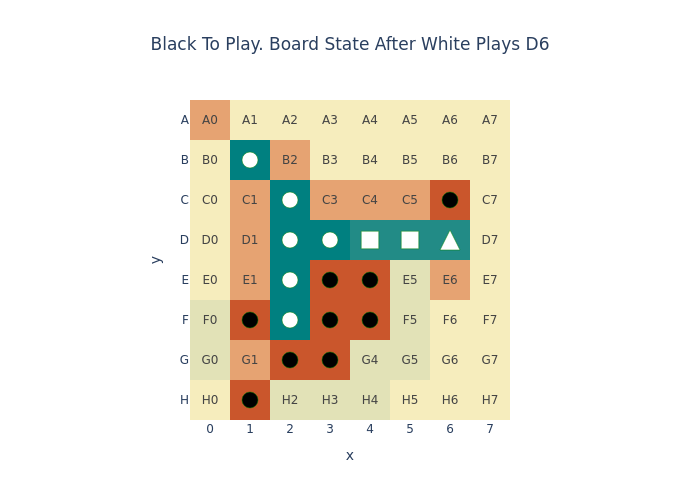 Black To Play. Board State After White Plays D6
A A0 A1 A2 A3 A4 A5 A6 A7
B B0 B2 B3 B4 B5 B6 B7
C C0 C1 C3 C4 C5 C7
D D0 D1 D7
E E0 E1 E5 E6 E7
F F0 F5 F6 F7
G G0 G1 G4 G5 G6 G7
H H0 H2 H3 H4 H5 H6 H7
0 1 2 3 4 5 6 7
x
y